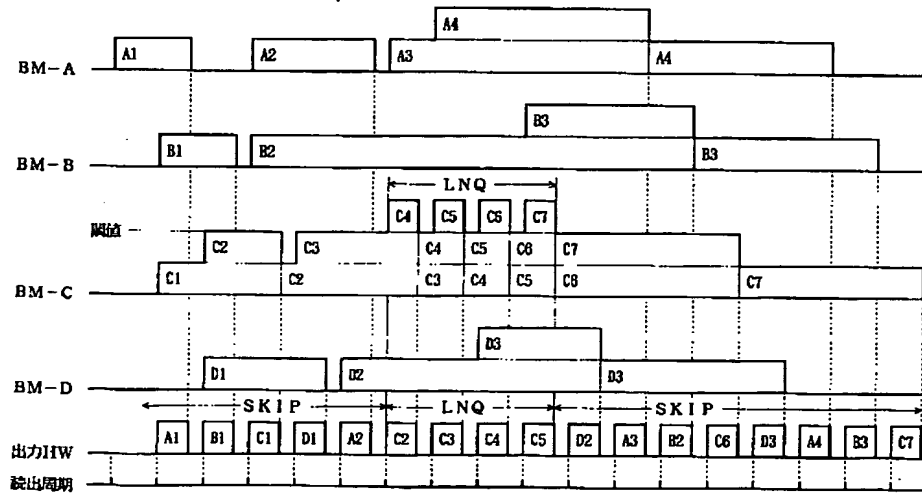 A4
A1 A2 A3 A4
BM-A
B3
B1 B2 B3
BM-B
LNQ
C4 C5 C6 C7
閾値
C2 C3 C4 C5 C6 C7
C1 C2 C3 C4 C5 C6 C7
BM-C
D3
D1 D2 D3
BM-D
SKIP LNQ SKIP
A1 B1 C1 D1 A2 C2 C3 C4 C5 D2 A3 B2 C6 D3 A4 B3 C7
出力HW
読出周期